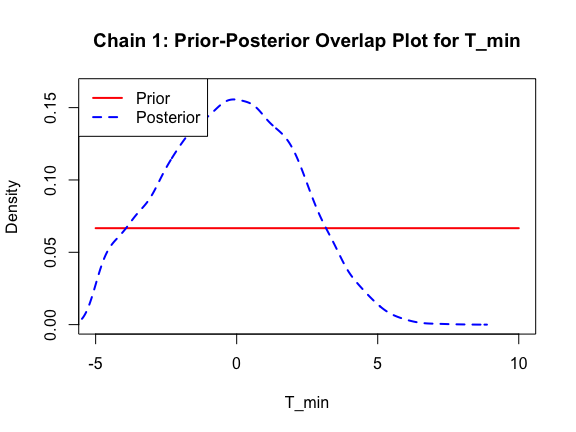 Chain 1: Prior-Posterior Overlap Plot for T_min
Prior
Posterior
Density
0.15
0.10
0.05
0.00
-5
0
5
10
T_min